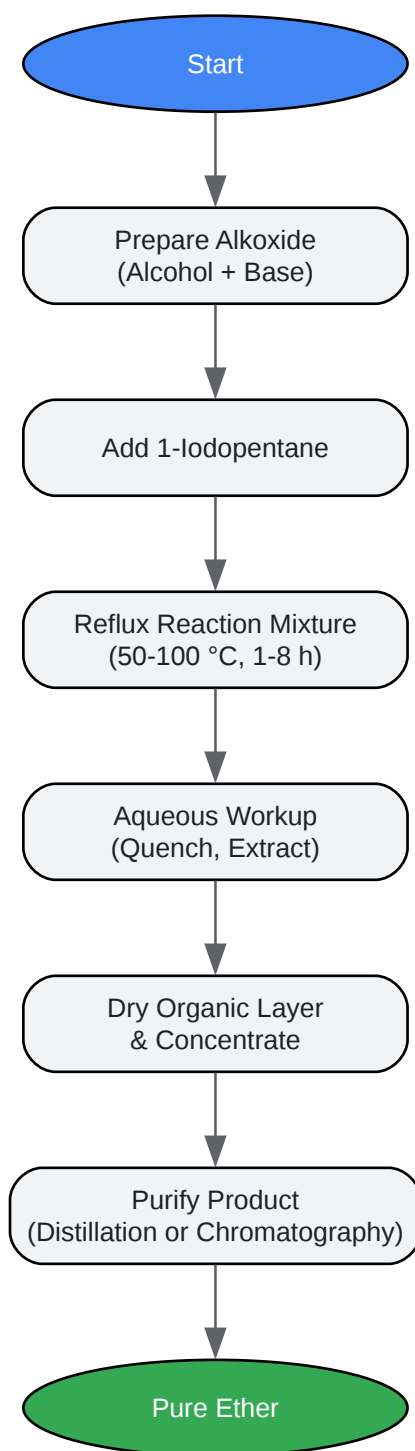 Start
Prepare Alkoxide
(Alcohol + Base)
Add 1-Iodopentane
Reflux Reaction Mixture
(50-100 °C, 1-8 h)
Aqueous Workup
(Quench, Extract)
Dry Organic Layer
& Concentrate
Purify Product
(Distillation or Chromatography)
Pure Ether